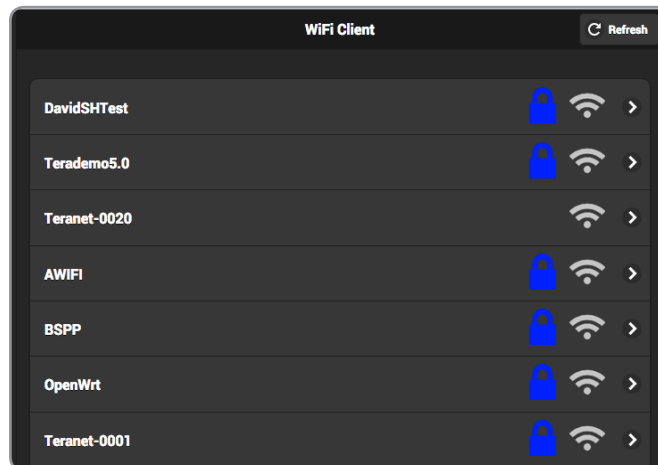 WiFi Client
Refresh
DavidSHTest
Terademo5.0
Teranet-0020
AWIFI
BSPP
OpenWrt
Teranet-0001